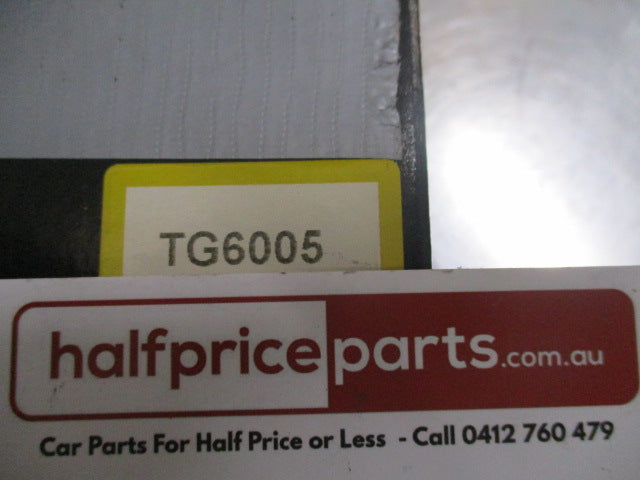 TG6005
halfpriceparts.com.au
Car Parts For Half Price or Less - Call 0412 760 479